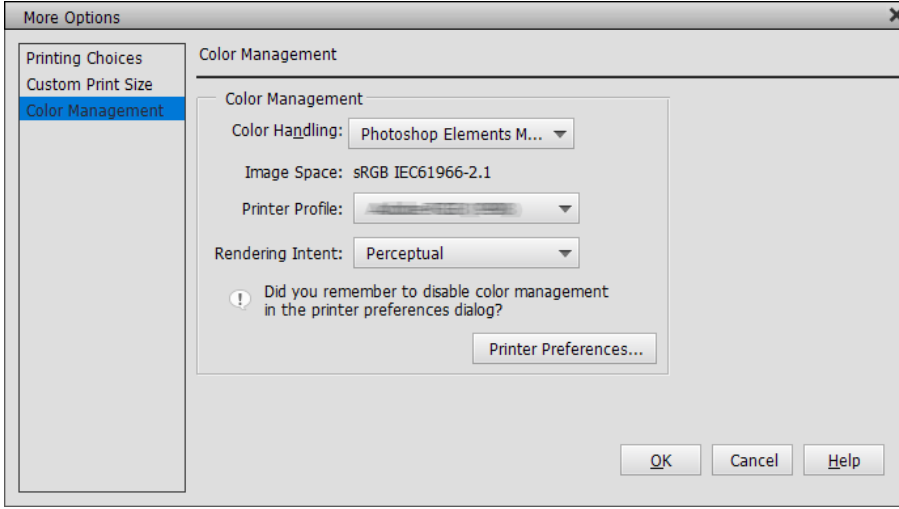 More Options
Printing Choices
Custom Print Size
Color Management
Color Management
Color Management
Color Handling: Photoshop Elements M...
Image Space: sRGB IEC61966-2.1
Printer Profile:
Rendering Intent: Perceptual
Did you remember to disable color management
in the printer preferences dialog?
Printer Preferences...
OK Cancel Help